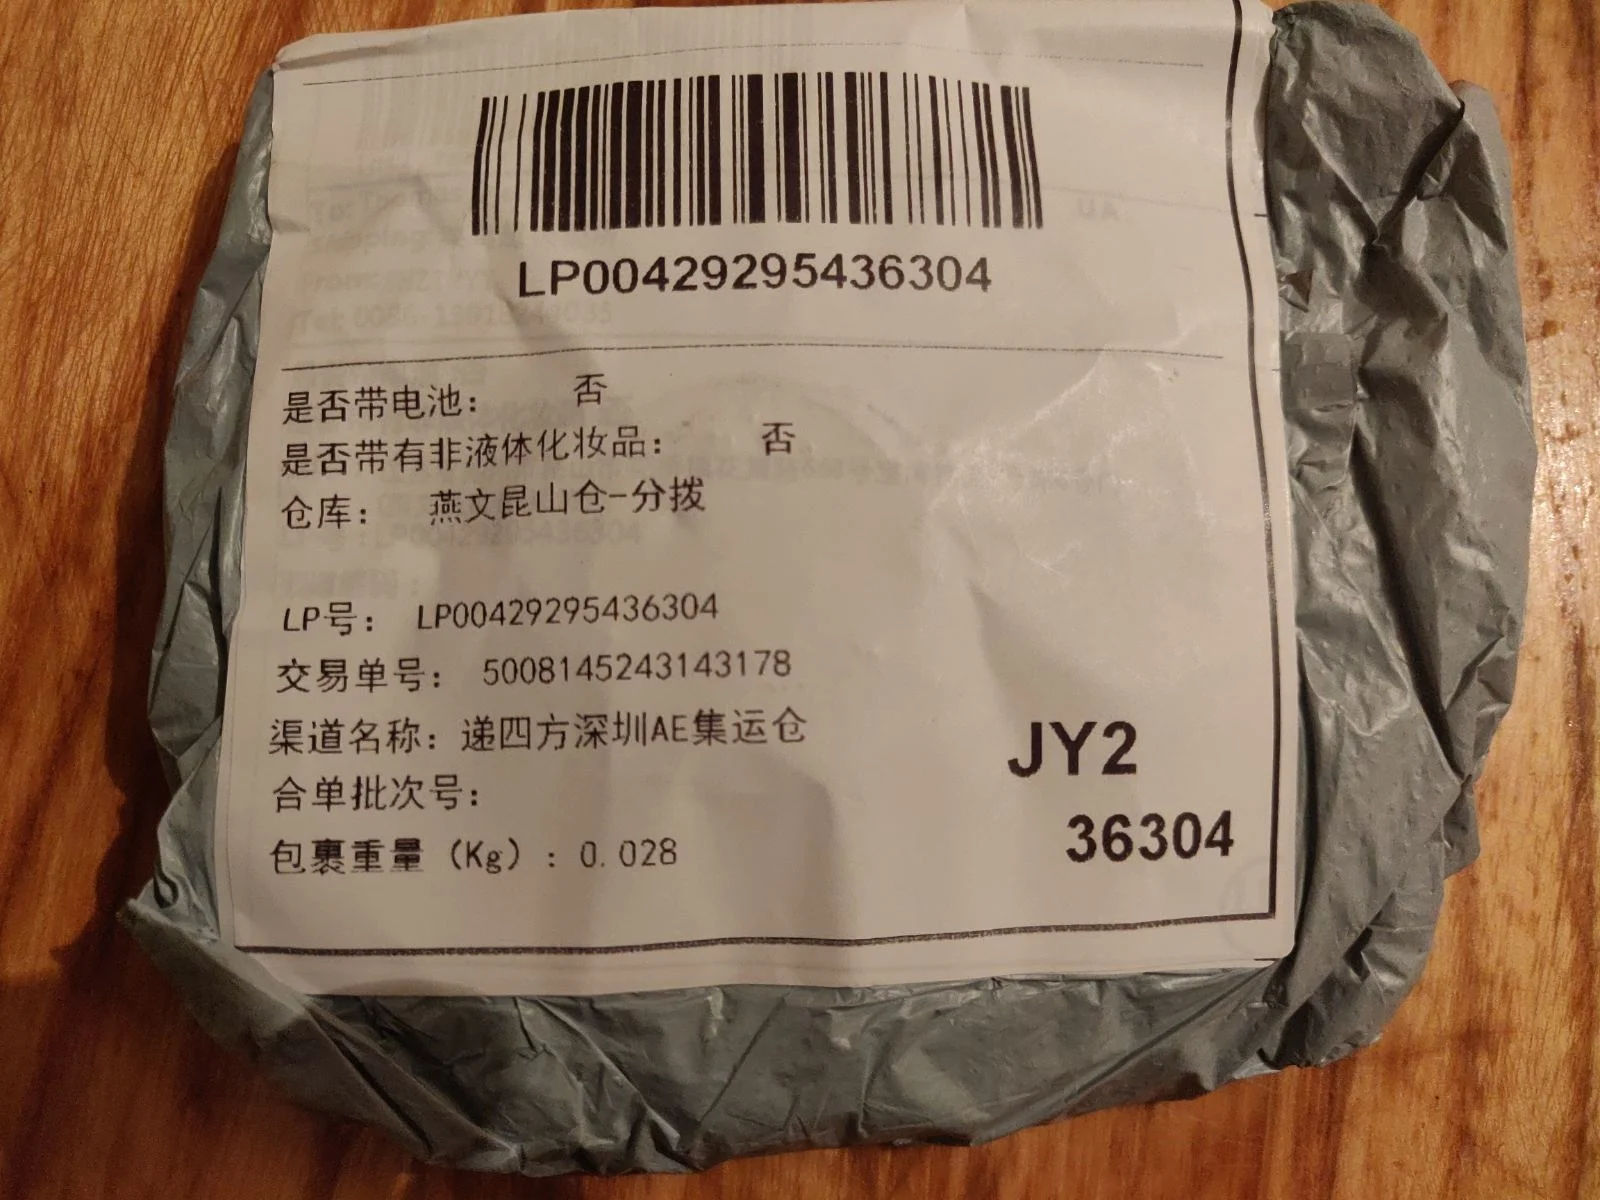 LP00429295436304
是否带电池： 否
是否带有非液体化妆品： 否
仓库： 燕文昆山仓-分拨
LP号： LP00429295436304
交易单号： 5008145243143178
渠道名称：递四方深圳AE集运仓
合单批次号：
包裹重量（Kg）：0.028
JY2
36304